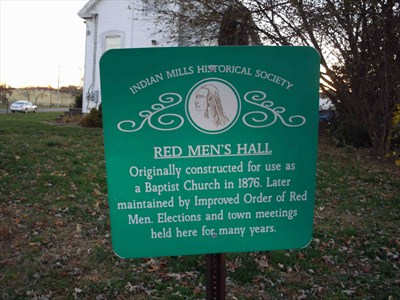 INDIAN MILLS HISTORICAL SOCIETY
RED MEN'S HALL
Originally constructed for use as
a Baptist Church in 1876. Later
maintained by Improved Order of Red
Men. Elections and town meetings
held here for many years.